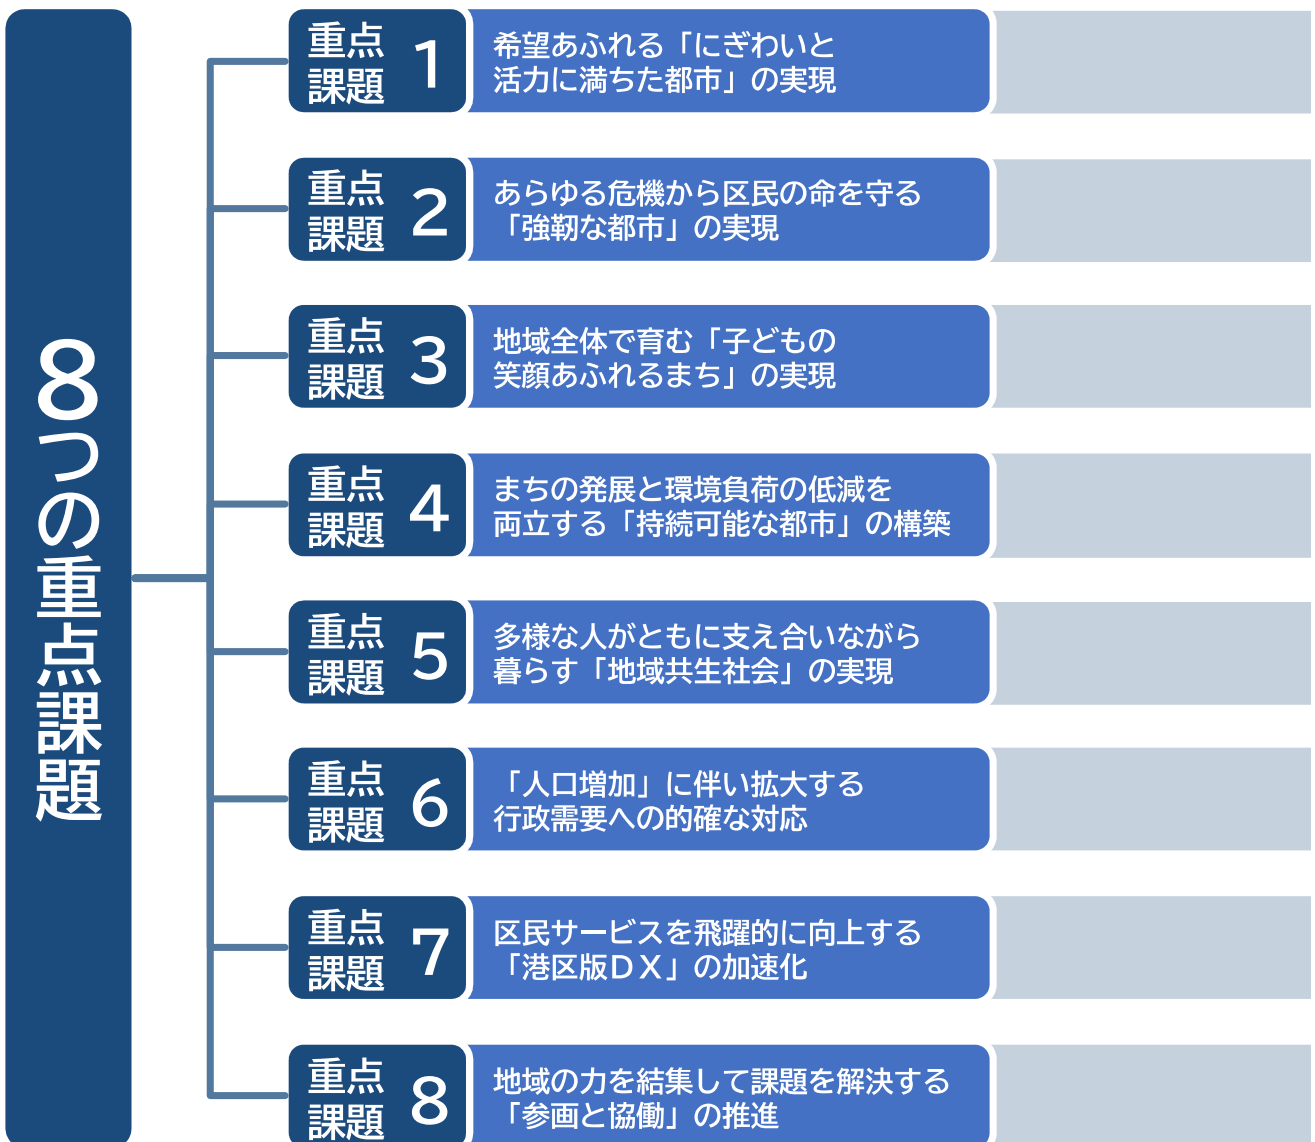 8つの重点課題
重点
課題
1
希望あふれる「にぎわいと
活力に満ちた都市」の実現
重点
課題
2
あらゆる危機から区民の命を守る
「強靭な都市」の実現
重点
課題
3
地域全体で育む「子どもの
笑顔あふれるまち」の実現
重点
課題
4
まちの発展と環境負荷の低減を
両立する「持続可能な都市」の構築
重点
課題
5
多様な人がともに支え合いながら
暮らす「地域共生社会」の実現
重点
課題
6
「人口増加」に伴い拡大する
行政需要への的確な対応
重点
課題
7
区民サービスを飛躍的に向上する
「港区版ＤＸ」の加速化
重点
課題
8
地域の力を結集して課題を解決する
「参画と協働」の推進